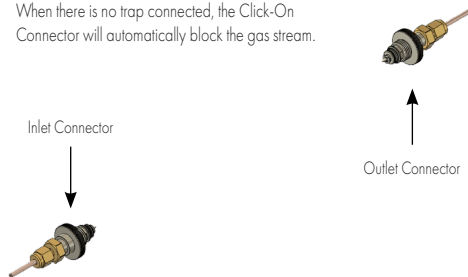 When there is no trap connected, the Click-On
Connector will automatically block the gas stream.
Inlet Connector
Outlet Connector